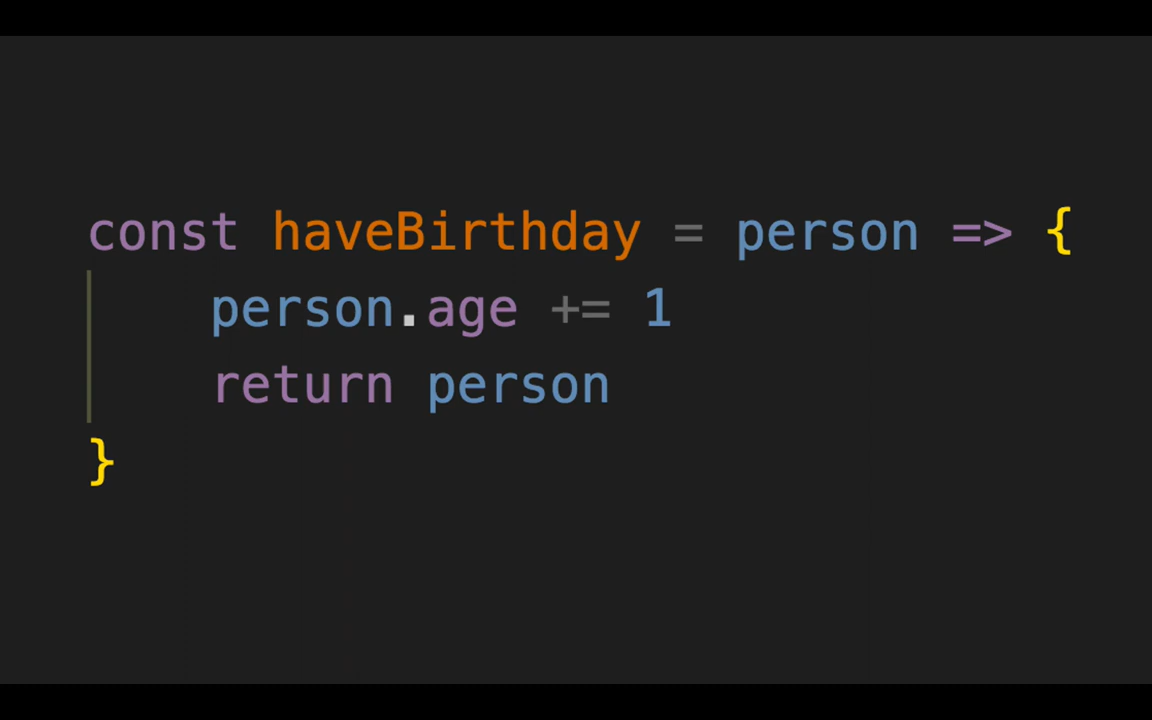 const haveBirthday = person => {
    person.age += 1
    return person
}